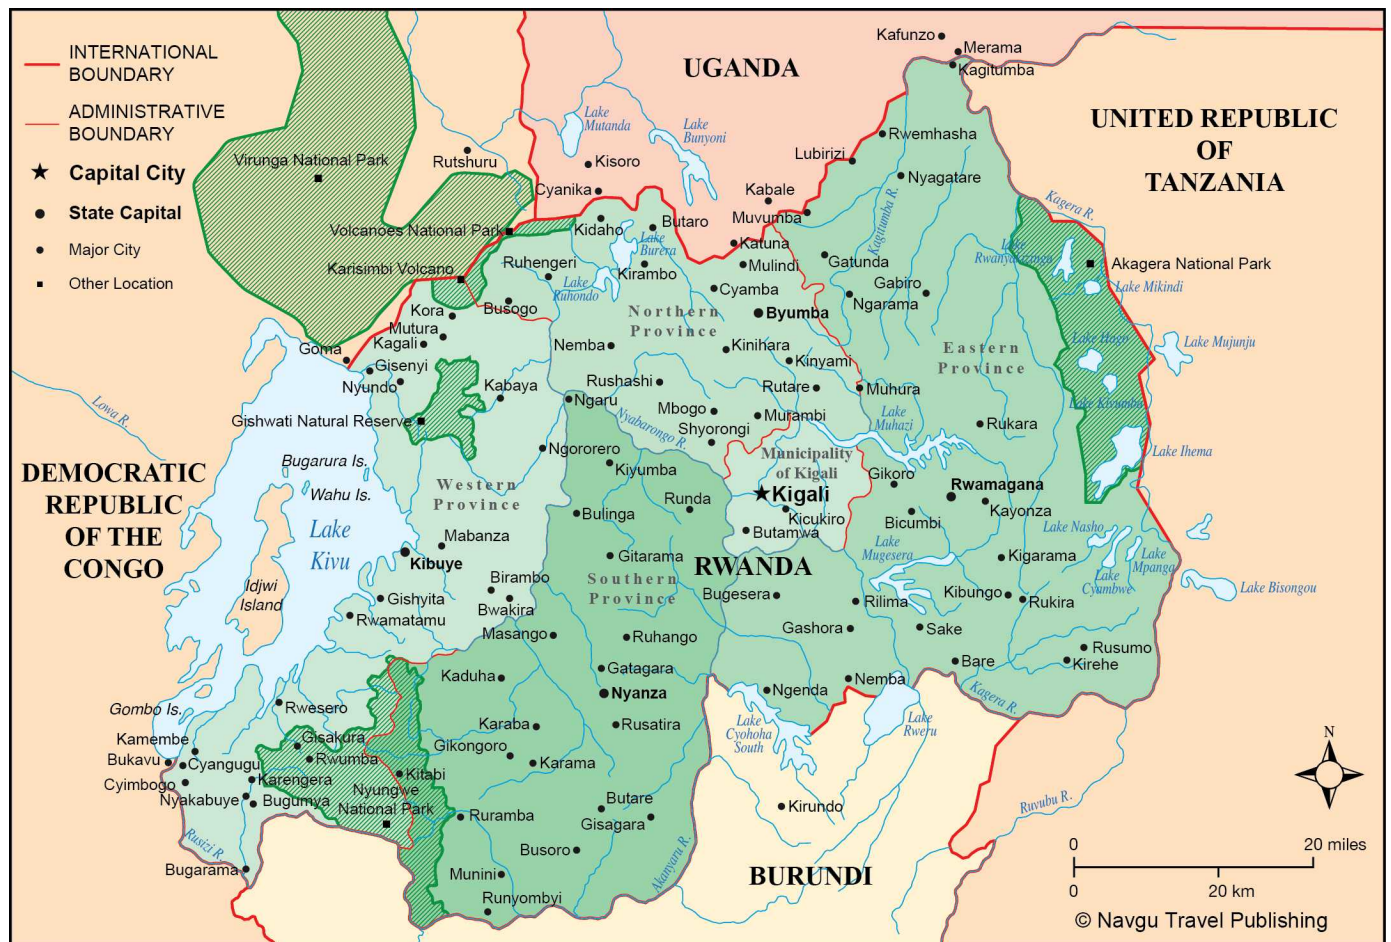 INTERNATIONAL
BOUNDARY
ADMINISTRATIVE
BOUNDARY
Capital City
State Capital
Major City
Other Location
UGANDA
UNITED REPUBLIC
OF
TANZANIA
DEMOCRATIC
REPUBLIC
OF THE
CONGO
RWANDA
BURUNDI
Kafunzo
Merama
Kagitumba
Lake
Mutanda
Lake
Bunyoni
Rwemhasha
Virunga National Park
Rutshuru
Kisoro
Lubirizi
Nyagatare
Cyanika
Kabale
Muvumba
Kagitumba R.
Kagera R.
Volcanoes National Park
Kidaho
Butaro
Lake
Burera
Katuna
Lake
Rwanyakizinga
Karisimbi Volcano
Ruhengeri
Kirambo
Mulindi
Gatunda
Akagera National Park
Lake
Ruhondo
Cyamba
Gabiro
Ngarama
Lake Mikindi
Kora
Busogo
Northern
Province
Byumba
Mutura
Kagali
Goma
Nemba
Kinihara
Kinyami
Eastern
Province
Lake Hago
Lake Mujunju
Gisenyi
Nyundo
Kabaya
Rushashi
Rutare
Muhura
Ngaru
Lake Kivumba
Lowa R.
Gishwati Natural Reserve
Nyabarongo R.
Mbogo
Shyorongi
Murambi
Lake
Muhazi
Rukara
Ngororero
Kiyumba
Municipality
of Kigali
Gikoro
Lake Ihema
Bugarura Is.
Wahu Is.
Western
Province
Runda
Kigali
Rwamagana
Kayonza
Lake
Kivu
Bulinga
Kicukiro
Butamwa
Bicumbi
Lake Nasho
Mabanza
Kibuye
Gitarama
Lake
Mugesera
Kigarama
Lake
Mpanga
Lake
Cyambwe
Idjwi
Island
Birambo
Bwakira
Southern
Province
Bugesera
Kibungo
Rukira
Lake Bisongou
Gishyita
Rwamatamu
Rilima
Masango
Ruhango
Gashora
Sake
Rusumo
Kirehe
Gatagara
Bare
Kaduha
Nyanza
Ngenda
Nemba
Kagera R.
Gombo Is.
Rwesero
Karaba
Rusatira
Lake
Cyohoha
South
Lake
Rweru
Kamembe
Gisakura
Gikongoro
Bukavu
Cyangugu
Rwumba
Karama
Cyimbogo
Karengera
Kitabi
Nyakabuye
Bugumya
Nyungwe
National Park
Butare
Kirundo
Ruvubu R.
Rusizi R.
Ruramba
Gisagara
Busoro
Akanyaru R.
Bugarama
Munini
Runyombyi
N
0
20 miles
0
20 km
© Navgu Travel Publishing